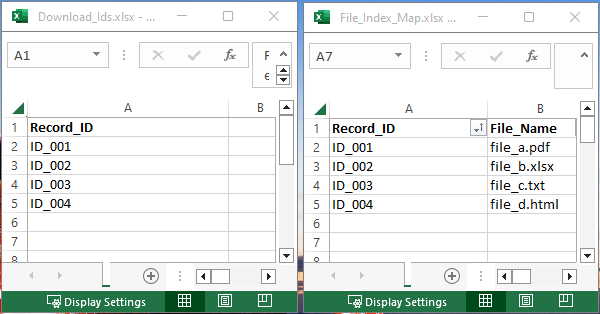 Download_Ids.xlsx - ...
A1
fx
F
e
A B
1 Record_ID
2 ID_001
3 ID_002
4 ID_003
5 ID_004
6
7
8
Display Settings
File_Index_Map.xlsx ...
A7
fx
A B
1 Record_ID File_Name
2 ID_001 file_a.pdf
3 ID_002 file_b.xlsx
4 ID_003 file_c.txt
5 ID_004 file_d.html
6
7
8
Display Settings